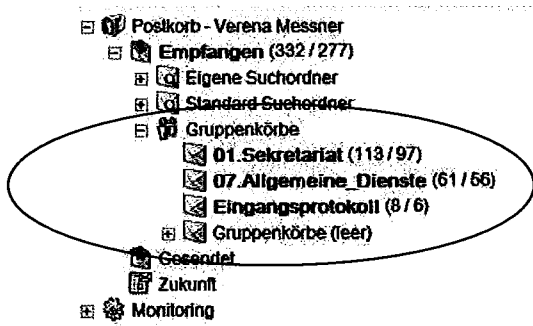 Postkorb - Verena Messner
Empfangen (332 / 277)
Eigene Suchordner
Standard Suchordner
Gruppenkörbe
01.Sekretariat (113 / 97)
07.Allgemeine_Dienste (61 / 56)
Eingangsprotokoll (8 / 6)
Gruppenkörbe (leer)
Gesendet
Zukunft
Monitoring